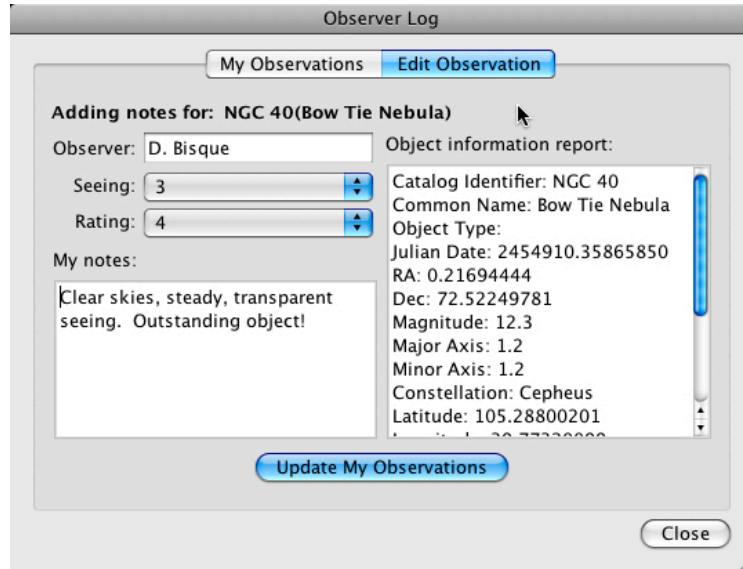 Observer Log
My Observations
Edit Observation
Adding notes for: NGC 40(Bow Tie Nebula)
Observer: D. Bisque
Seeing: 3
Rating: 4
My notes:
Clear skies, steady, transparent
seeing. Outstanding object!
Object information report:
Catalog Identifier: NGC 40
Common Name: Bow Tie Nebula
Object Type:
Julian Date: 2454910.35865850
RA: 0.21694444
Dec: 72.52249781
Magnitude: 12.3
Major Axis: 1.2
Minor Axis: 1.2
Constellation: Cepheus
Latitude: 105.28800201
Update My Observations
Close